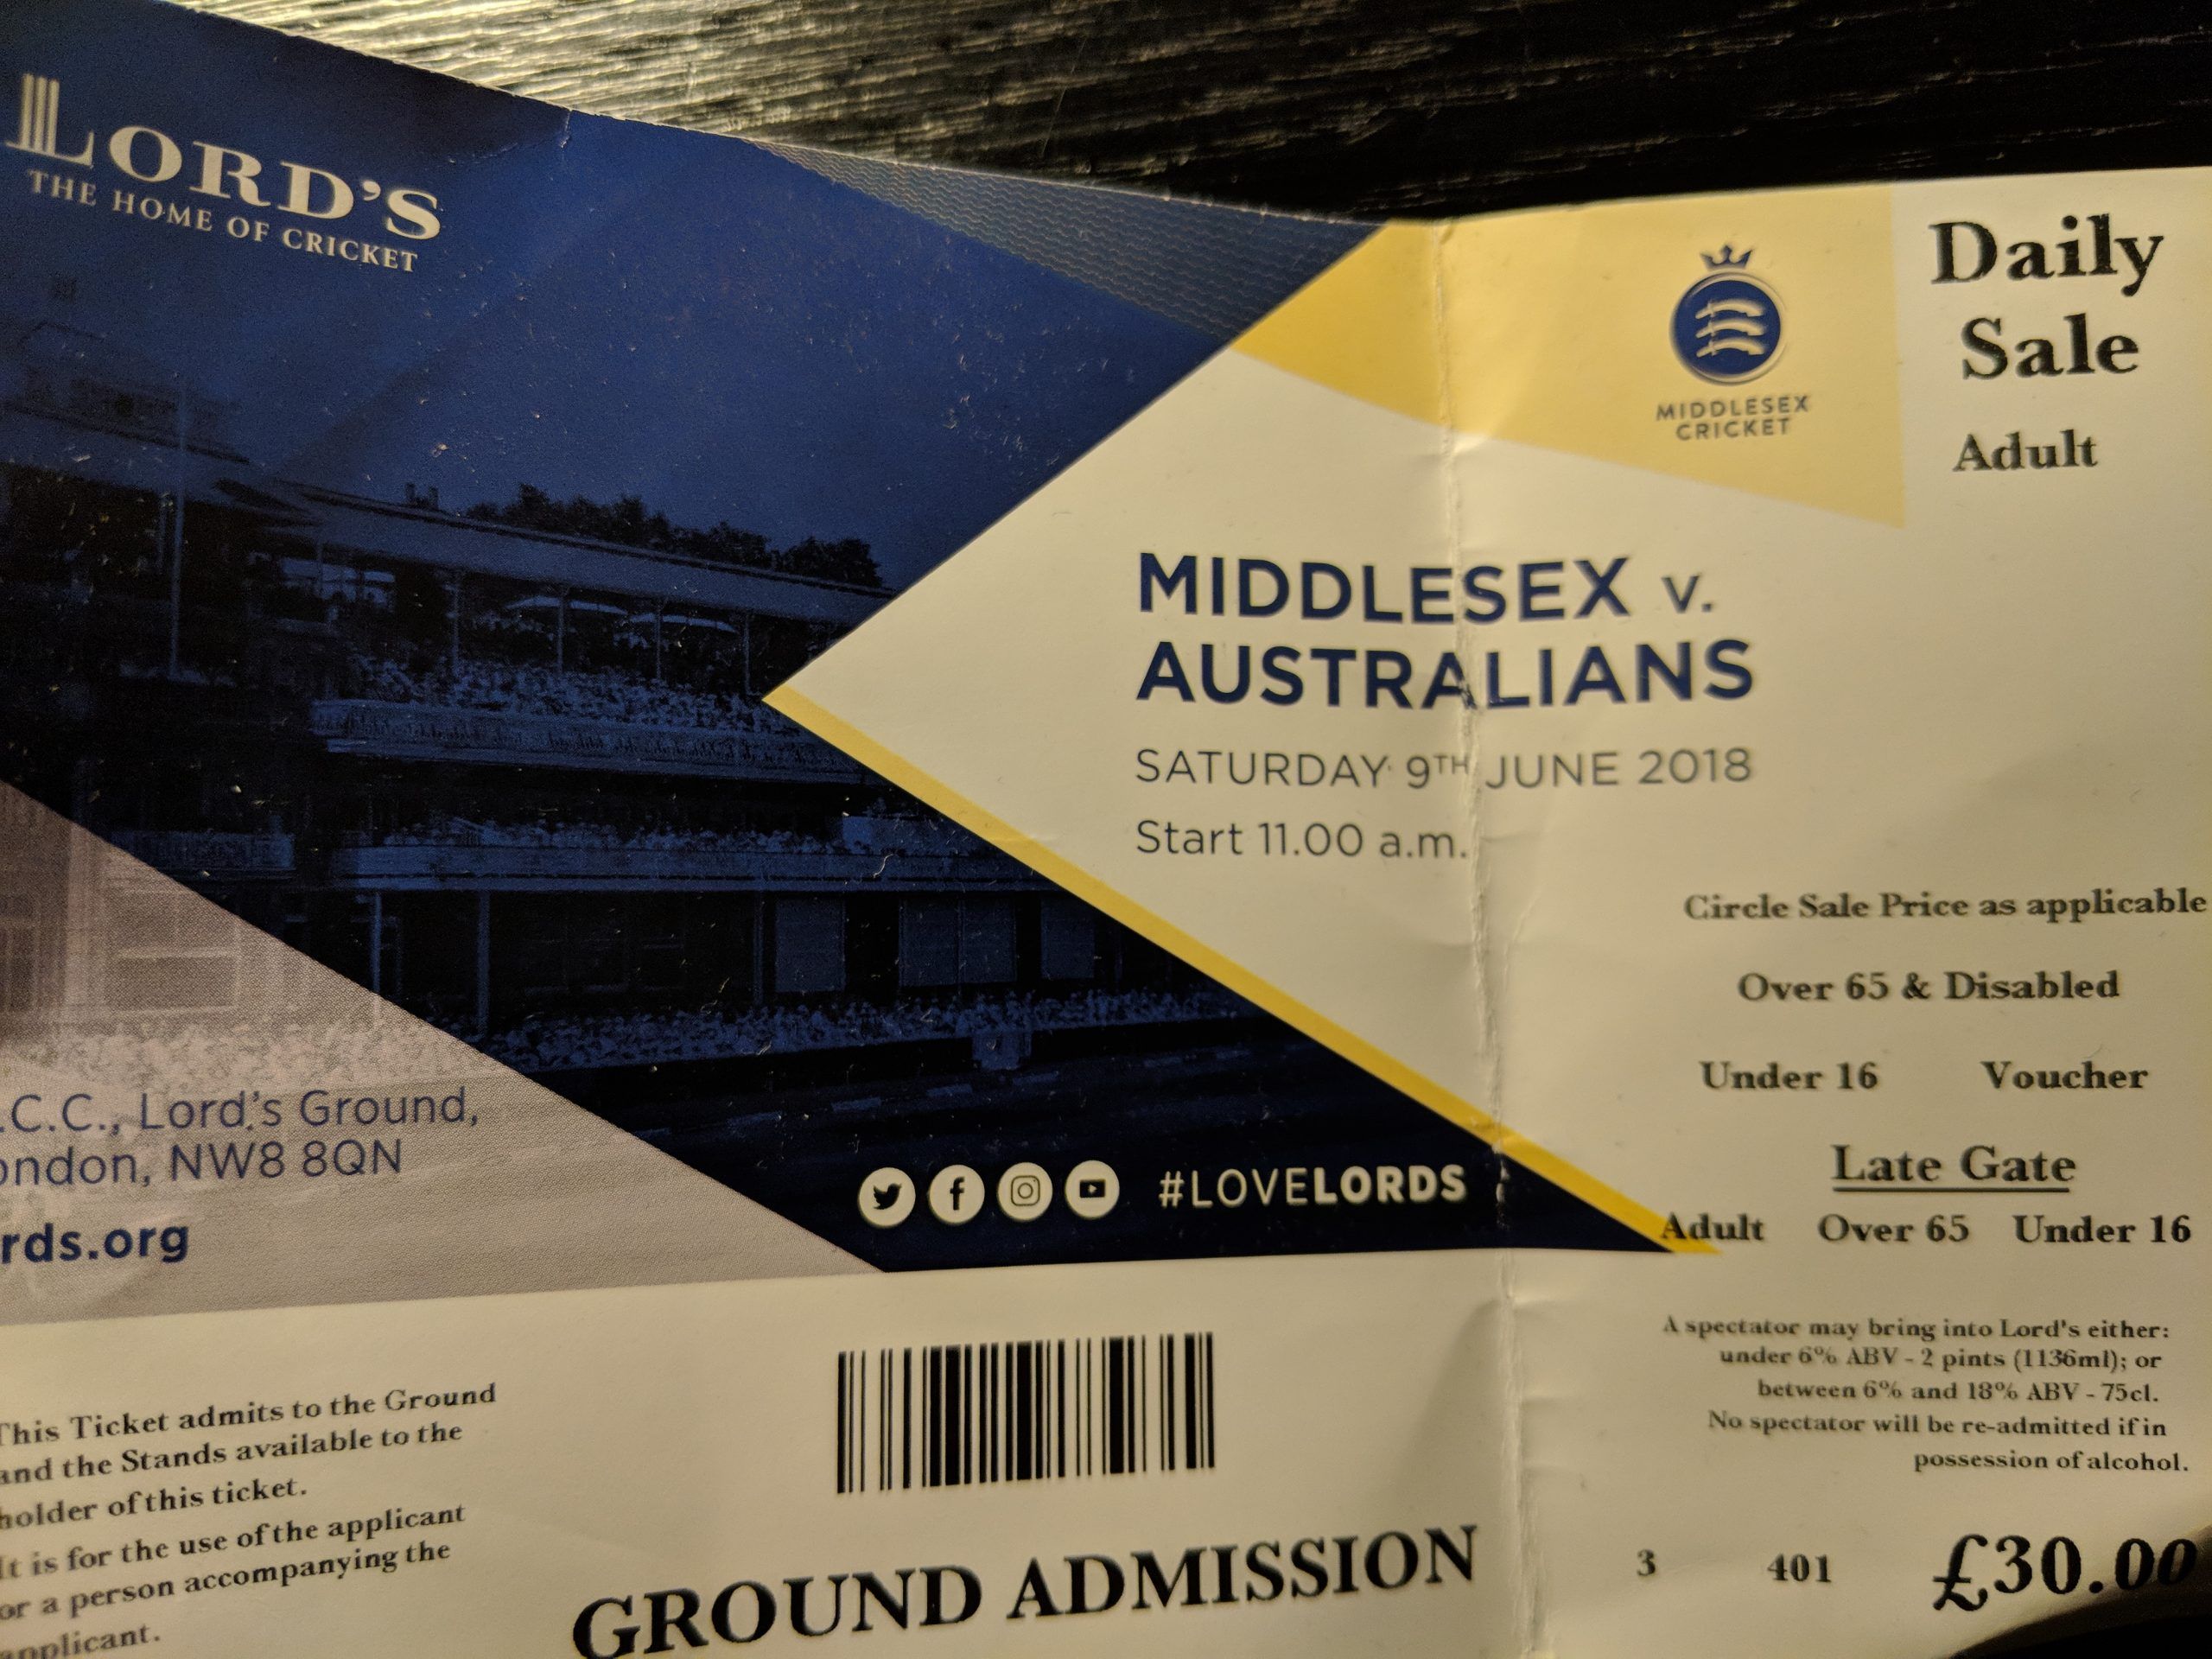 LORD'S
THE HOME OF CRICKET
MIDDLESEX
CRICKET
Daily
Sale
Adult
MIDDLESEX v.
AUSTRALIANS
SATURDAY 9TH JUNE 2018
Start 11.00 a.m.
Circle Sale Price as applicable
Over 65 & Disabled
Under 16 Voucher
Late Gate
Adult Over 65 Under 16
.C.C., Lord's Ground,
ondon, NW8 8QN
rds.org
#LOVELORDS
This Ticket admits to the Ground
and the Stands available to the
holder of this ticket.
It is for the use of the applicant
or a person accompanying the
applicant.
GROUND ADMISSION
A spectator may bring into Lord's either:
under 6% ABV - 2 pints (1136ml); or
between 6% and 18% ABV - 75cl.
No spectator will be re-admitted if in
possession of alcohol.
3 401 £30.00